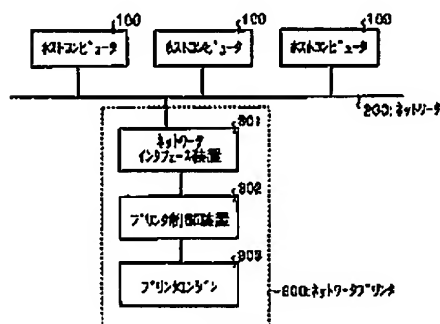 100
100
100
ホストコンピュータ
ホストコンピュータ
ホストコンピュータ
200:ネットワーク
301
ネットワーク
インタフェース装置
302
プリンタ制御装置
303
プリンタエンジン
300:ネットワークプリンタ